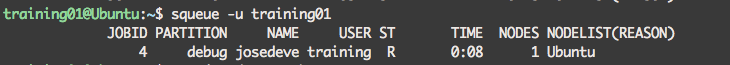 training01@Ubuntu:~$ squeue -u training01
JOBID PARTITION NAME USER ST TIME NODES NODELIST(REASON)
4 debug josedeve training R 0:08 1 Ubuntu